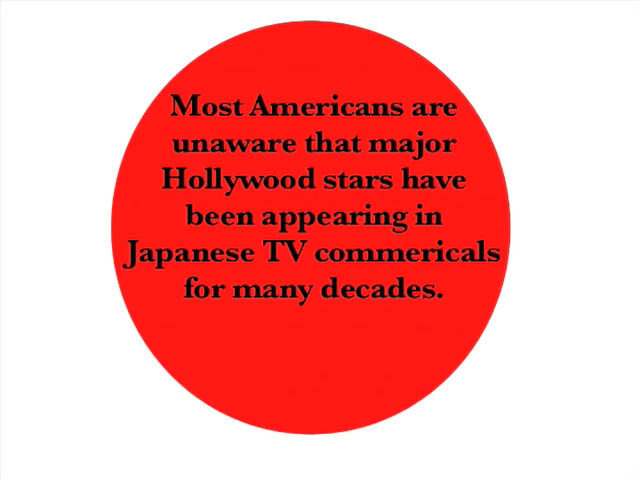 Most Americans are
unaware that major
Hollywood stars have
been appearing in
Japanese TV commericals
for many decades.